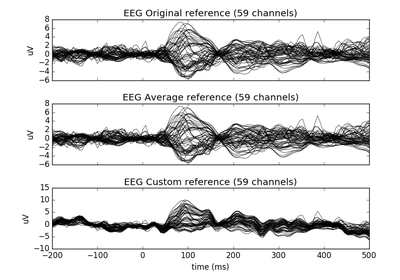 EEG Original reference (59 channels)
8
6
4
2
0
−2
−4
−6
uV
EEG Average reference (59 channels)
8
6
4
2
0
−2
−4
−6
uV
EEG Custom reference (59 channels)
15
10
5
0
−5
−10
uV
−200 −100 0 100 200 300 400 500
time (ms)